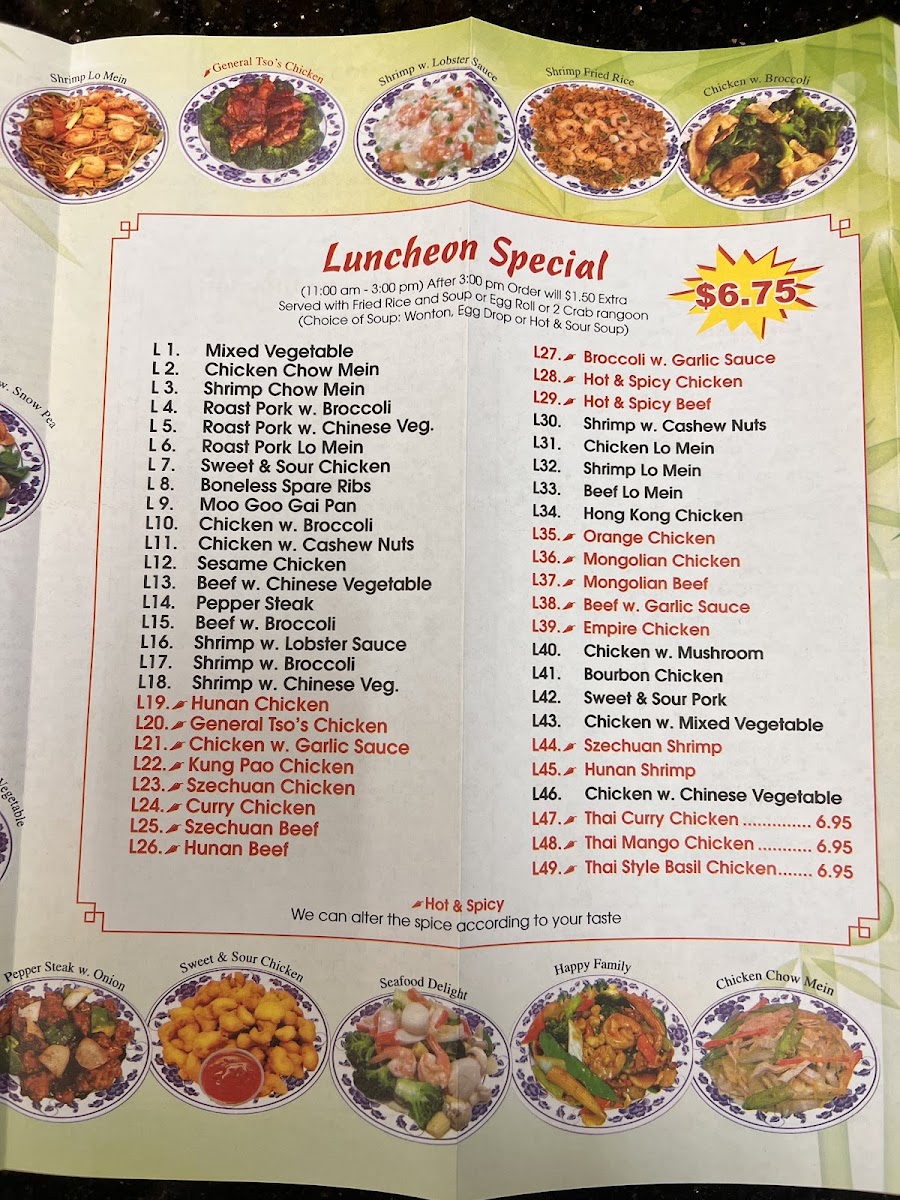 Shrimp Lo Mein
General Tso's Chicken
Shrimp w. Lobster Sauce
Shrimp Fried Rice
Chicken w. Broccoli
Luncheon Special
$6.75
(11:00 am - 3:00 pm) After 3:00 pm Order will $1.50 Extra
Served with Fried Rice and Soup or Egg Roll or 2 Crab rangoon
(Choice of Soup: Wonton, Egg Drop or Hot & Sour Soup)
L 1. Mixed Vegetable
L 2. Chicken Chow Mein
L 3. Shrimp Chow Mein
L 4. Roast Pork w. Broccoli
L 5. Roast Pork w. Chinese Veg.
L 6. Roast Pork Lo Mein
L 7. Sweet & Sour Chicken
L 8. Boneless Spare Ribs
L 9. Moo Goo Gai Pan
L10. Chicken w. Broccoli
L11. Chicken w. Cashew Nuts
L12. Sesame Chicken
L13. Beef w. Chinese Vegetable
L14. Pepper Steak
L15. Beef w. Broccoli
L16. Shrimp w. Lobster Sauce
L17. Shrimp w. Broccoli
L18. Shrimp w. Chinese Veg.
L19. Hunan Chicken
L20. General Tso's Chicken
L21. Chicken w. Garlic Sauce
L22. Kung Pao Chicken
L23. Szechuan Chicken
L24. Curry Chicken
L25. Szechuan Beef
L26. Hunan Beef
L27. Broccoli w. Garlic Sauce
L28. Hot & Spicy Chicken
L29. Hot & Spicy Beef
L30. Shrimp w. Cashew Nuts
L31. Chicken Lo Mein
L32. Shrimp Lo Mein
L33. Beef Lo Mein
L34. Hong Kong Chicken
L35. Orange Chicken
L36. Mongolian Chicken
L37. Mongolian Beef
L38. Beef w. Garlic Sauce
L39. Empire Chicken
L40. Chicken w. Mushroom
L41. Bourbon Chicken
L42. Sweet & Sour Pork
L43. Chicken w. Mixed Vegetable
L44. Szechuan Shrimp
L45. Hunan Shrimp
L46. Chicken w. Chinese Vegetable
L47. Thai Curry Chicken ............. 6.95
L48. Thai Mango Chicken ........... 6.95
L49. Thai Style Basil Chicken....... 6.95
Hot & Spicy
We can alter the spice according to your taste
w. Snow Pea
Vegetable
Pepper Steak w. Onion
Sweet & Sour Chicken
Seafood Delight
Happy Family
Chicken Chow Mein